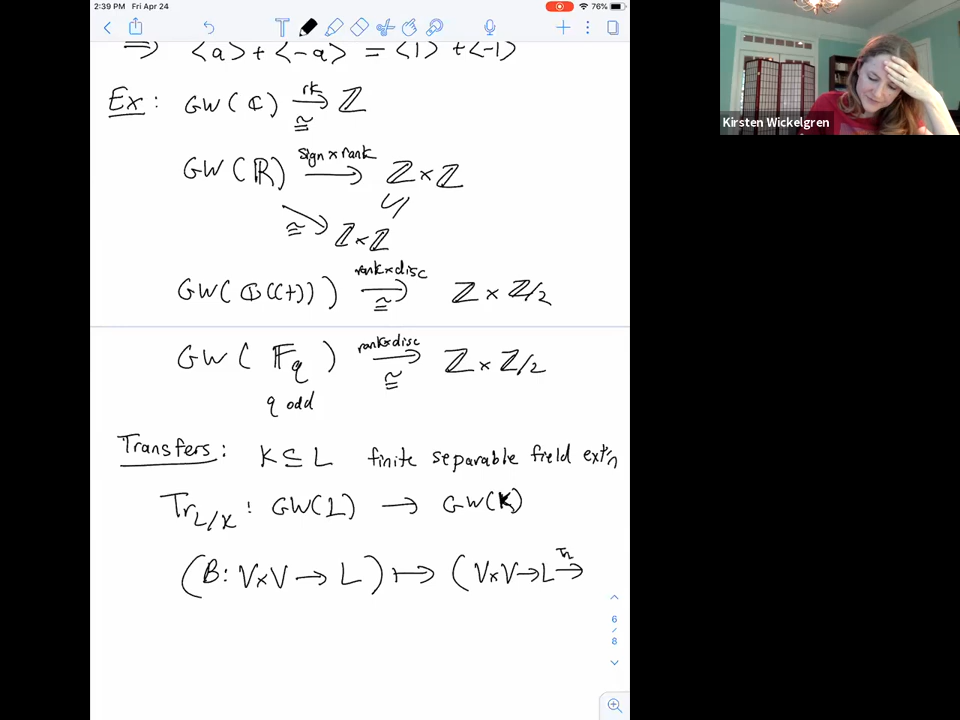 2:39 PM Fri Apr 24
76%
⟹ <a> + <-a> = <1> + <-1>
Ex: GW(ℂ) rk → ≅ ℤ
GW(ℝ) sign×rank → ℤ × ℤ
≅ ℤ×ℤ
GW(ℂ((t))) rank×disc → ≅ ℤ × ℤ/2
GW(𝔽q) rank×disc → ≅ ℤ × ℤ/2
q odd
Transfers: K ⊆ L finite separable field ext'n
Tr L/K : GW(L) → GW(K)
(B: V×V → L) ↦ (V×V → L Tr →
6
/
8
Kirsten Wickelgren